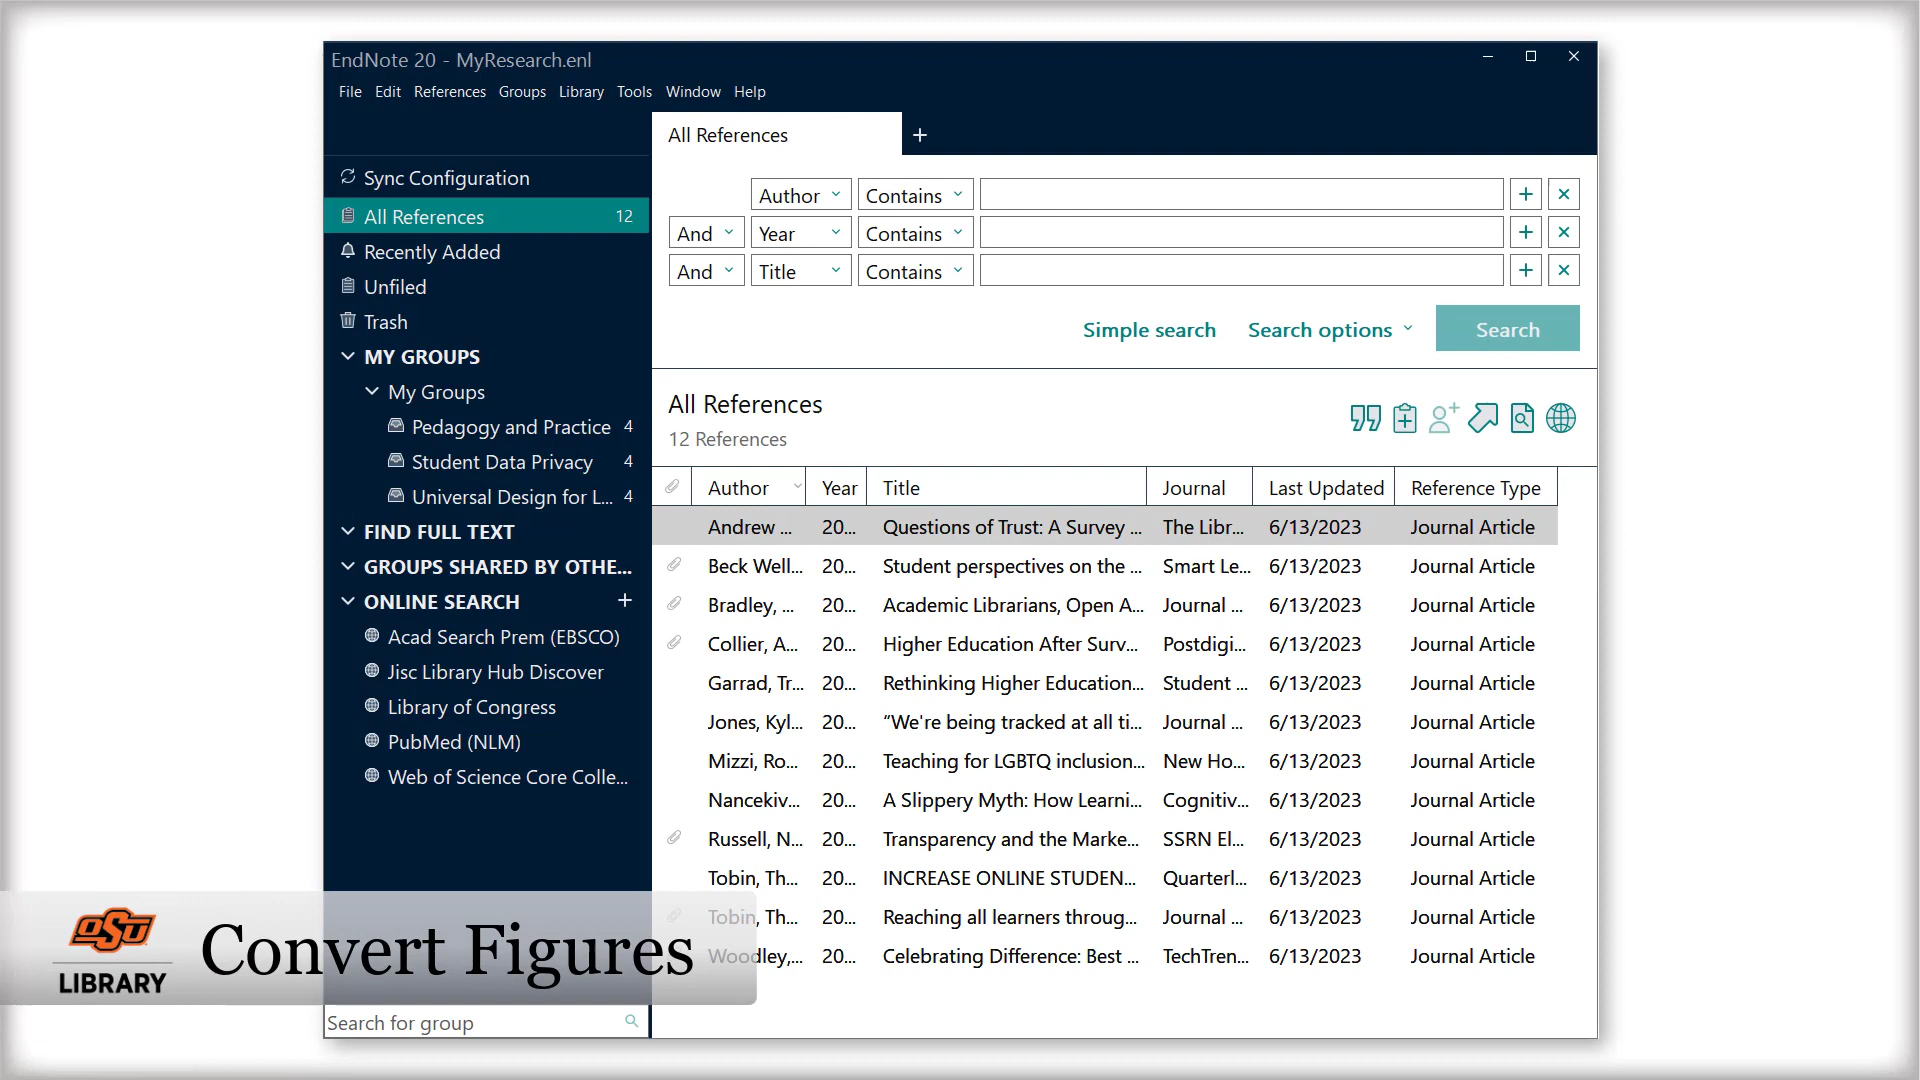 EndNote 20 - MyResearch.enl
File Edit References Groups Library Tools Window Help
All References +
Sync Configuration
All References 12
Recently Added
Unfiled
Trash
MY GROUPS
My Groups
Pedagogy and Practice 4
Student Data Privacy 4
Universal Design for L... 4
FIND FULL TEXT
GROUPS SHARED BY OTHE...
ONLINE SEARCH +
Acad Search Prem (EBSCO)
Jisc Library Hub Discover
Library of Congress
PubMed (NLM)
Web of Science Core Colle...
Search for group
Author Contains
And Year Contains
And Title Contains
Simple search Search options Search
All References
12 References
Author Year Title Journal Last Updated Reference Type
Andrew ... 20... Questions of Trust: A Survey ... The Libr... 6/13/2023 Journal Article
Beck Well... 20... Student perspectives on the ... Smart Le... 6/13/2023 Journal Article
Bradley, ... 20... Academic Librarians, Open A... Journal ... 6/13/2023 Journal Article
Collier, A... 20... Higher Education After Surv... Postdigi... 6/13/2023 Journal Article
Garrad, Tr... 20... Rethinking Higher Education... Student ... 6/13/2023 Journal Article
Jones, Kyl... 20... “We're being tracked at all ti... Journal ... 6/13/2023 Journal Article
Mizzi, Ro... 20... Teaching for LGBTQ inclusion... New Ho... 6/13/2023 Journal Article
Nancekiv... 20... A Slippery Myth: How Learni... Cognitiv... 6/13/2023 Journal Article
Russell, N... 20... Transparency and the Marke... SSRN El... 6/13/2023 Journal Article
Tobin, Th... 20... INCREASE ONLINE STUDEN... Quarterl... 6/13/2023 Journal Article
Tobin, Th... 20... Reaching all learners throug... Journal ... 6/13/2023 Journal Article
Woodley,... 20... Celebrating Difference: Best ... TechTren... 6/13/2023 Journal Article
OSU
LIBRARY
Convert Figures